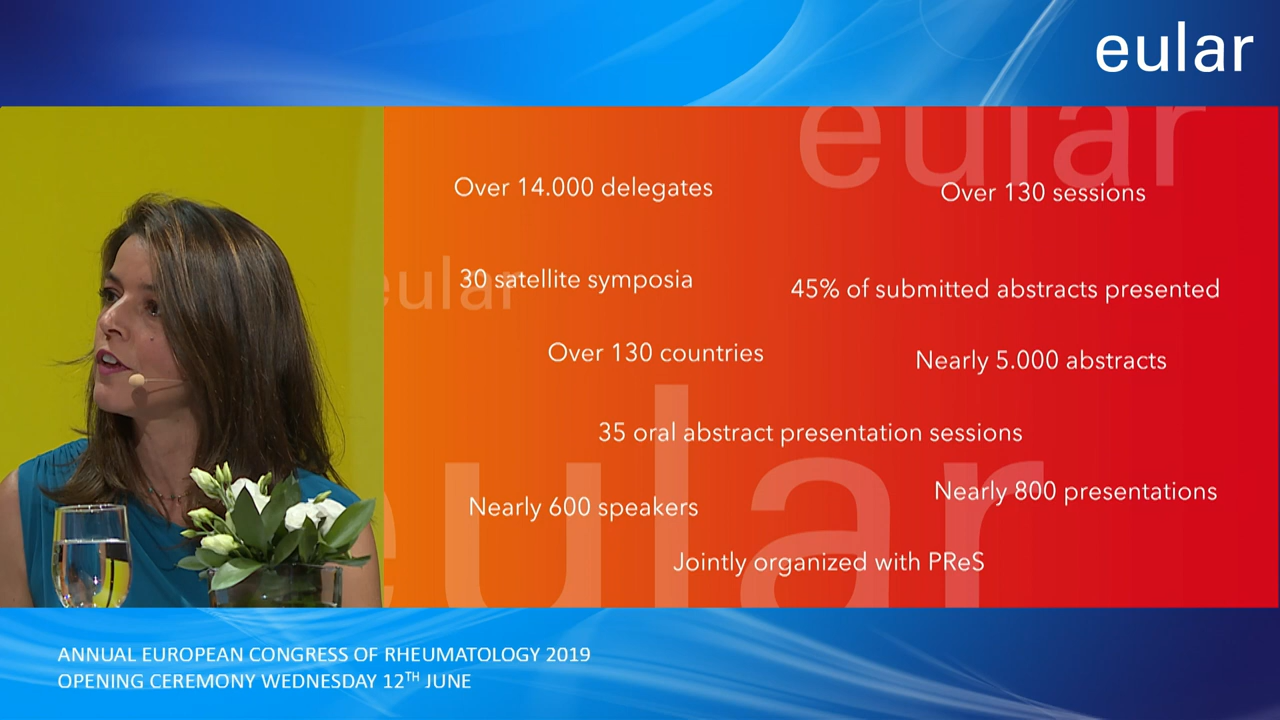 eular
eular
Over 14.000 delegates
Over 130 sessions
30 satellite symposia
eular
45% of submitted abstracts presented
Over 130 countries
Nearly 5.000 abstracts
35 oral abstract presentation sessions
Nearly 600 speakers
Nearly 800 presentations
eular
Jointly organized with PReS
ANNUAL EUROPEAN CONGRESS OF RHEUMATOLOGY 2019
OPENING CEREMONY WEDNESDAY 12TH JUNE